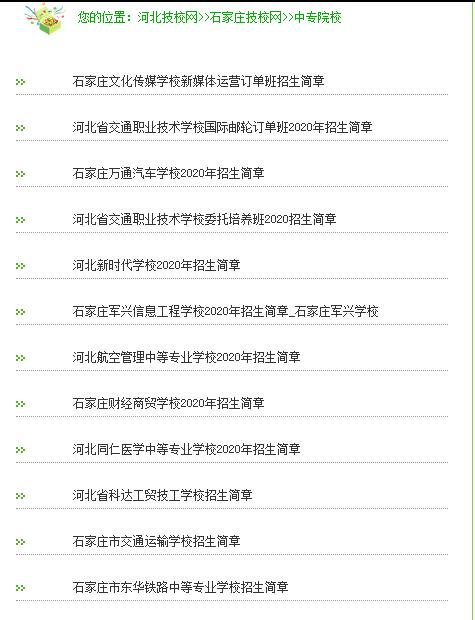 您的位置：河北技校网>>石家庄技校网>>中专院校
石家庄文化传媒学校新媒体运营订单班招生简章
河北省交通职业技术学校国际邮轮订单班2020年招生简章
石家庄万通汽车学校2020年招生简章
河北省交通职业技术学校委托培养班2020招生简章
河北新时代学校2020年招生简章
石家庄军兴信息工程学校2020年招生简章_石家庄军兴学校
河北航空管理中等专业学校2020年招生简章
石家庄财经商贸学校2020年招生简章
河北同仁医学中等专业学校2020年招生简章
河北省科达工贸技工学校招生简章
石家庄市交通运输学校招生简章
石家庄市东华铁路中等专业学校招生简章